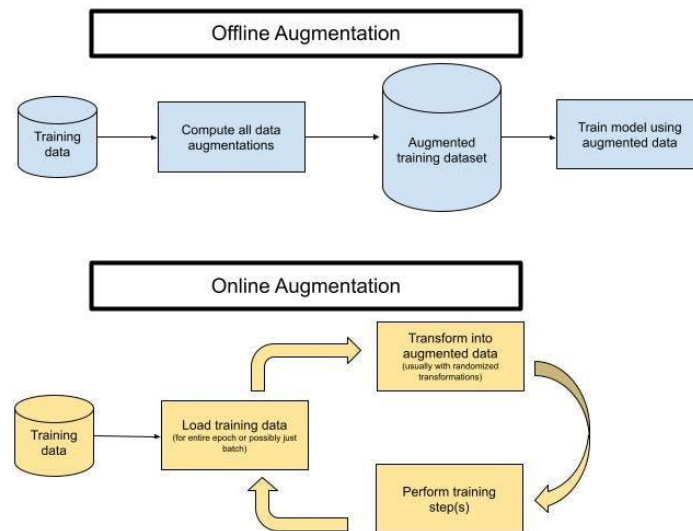 Offline Augmentation
Training
data
Compute all data
augmentations
Augmented
training dataset
Train model using
augmented data
Online Augmentation
Transform into
augmented data
(usually with randomized
transformations)
Training
data
Load training data
(for entire epoch or possibly just
batch)
Perform training
step(s)